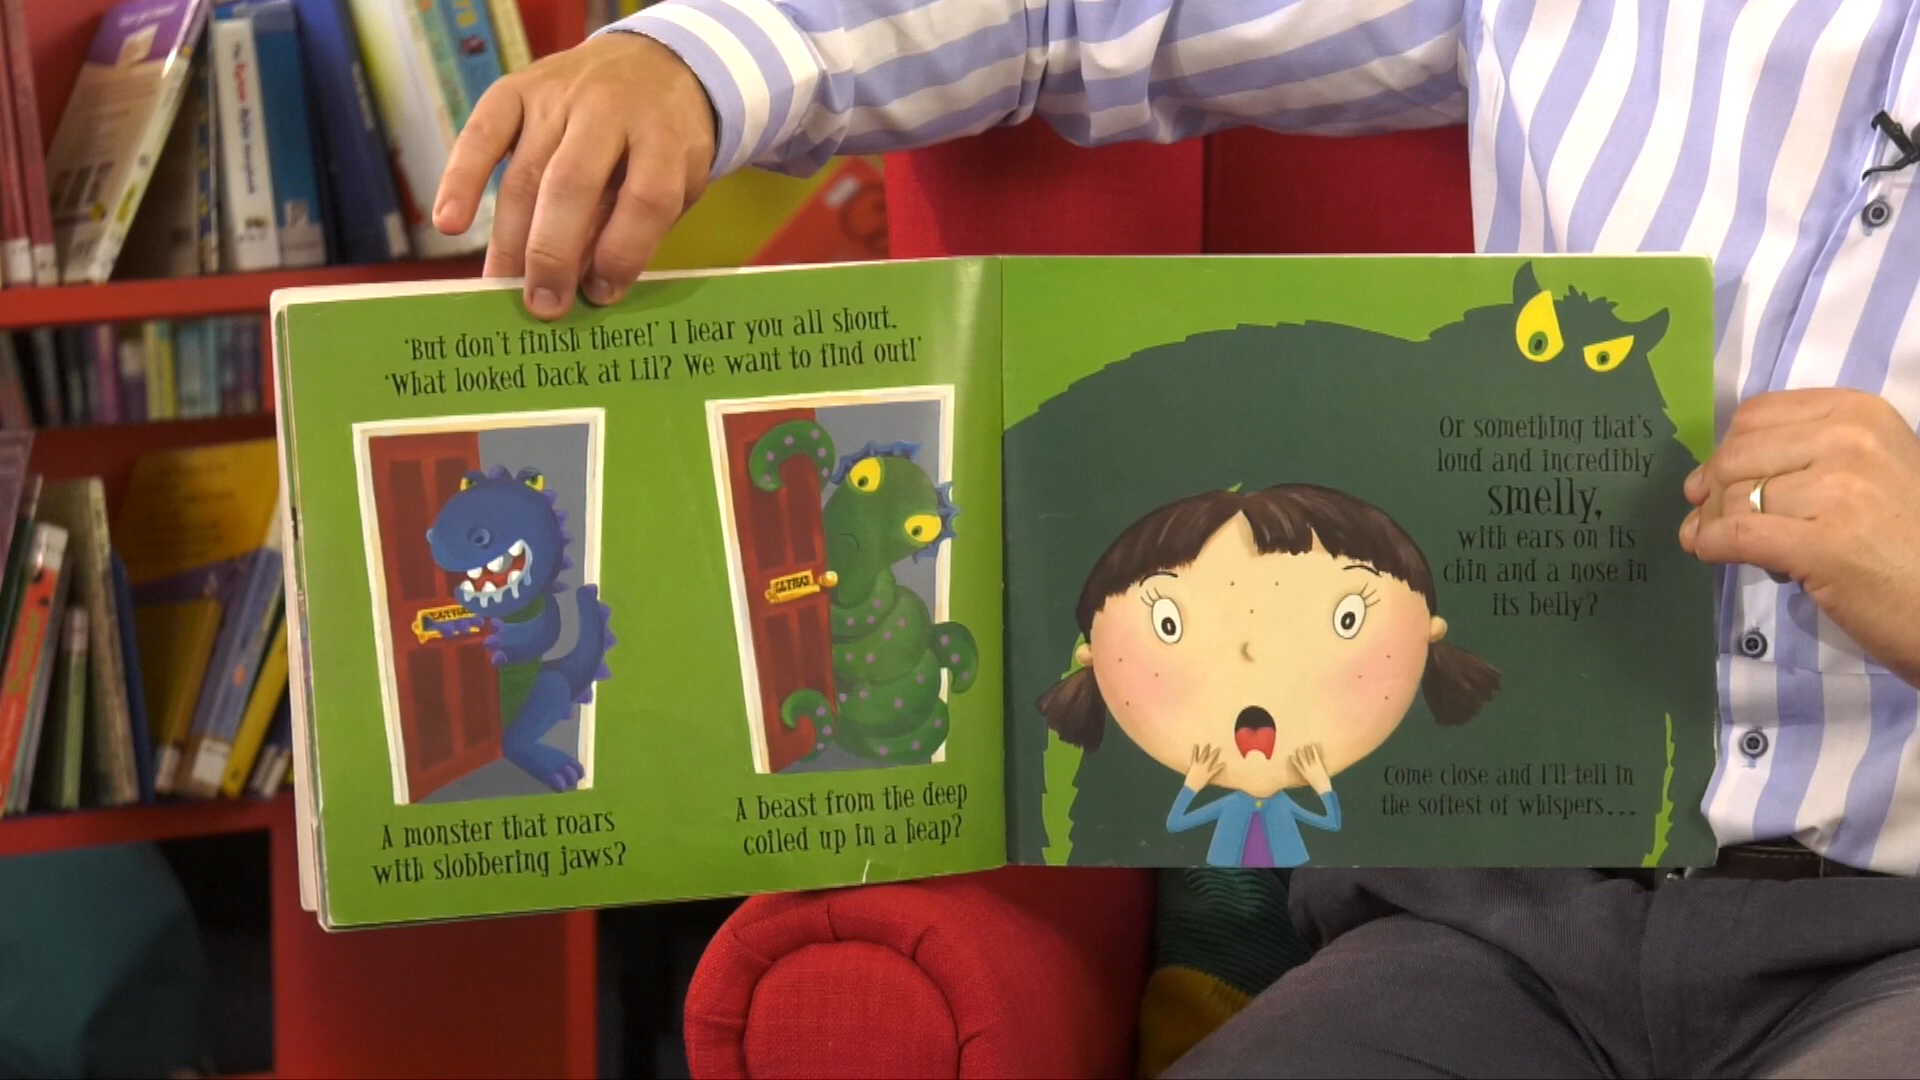 'But don't finish there!' I hear you all shout.
'What looked back at Lil? We want to find out!'
A monster that roars
with slobbering jaws?
A beast from the deep
coiled up in a heap?
Or something that's
loud and incredibly
smelly,
with ears on its
chin and a nose in
its belly?
Come close and I'll tell in
the softest of whispers...